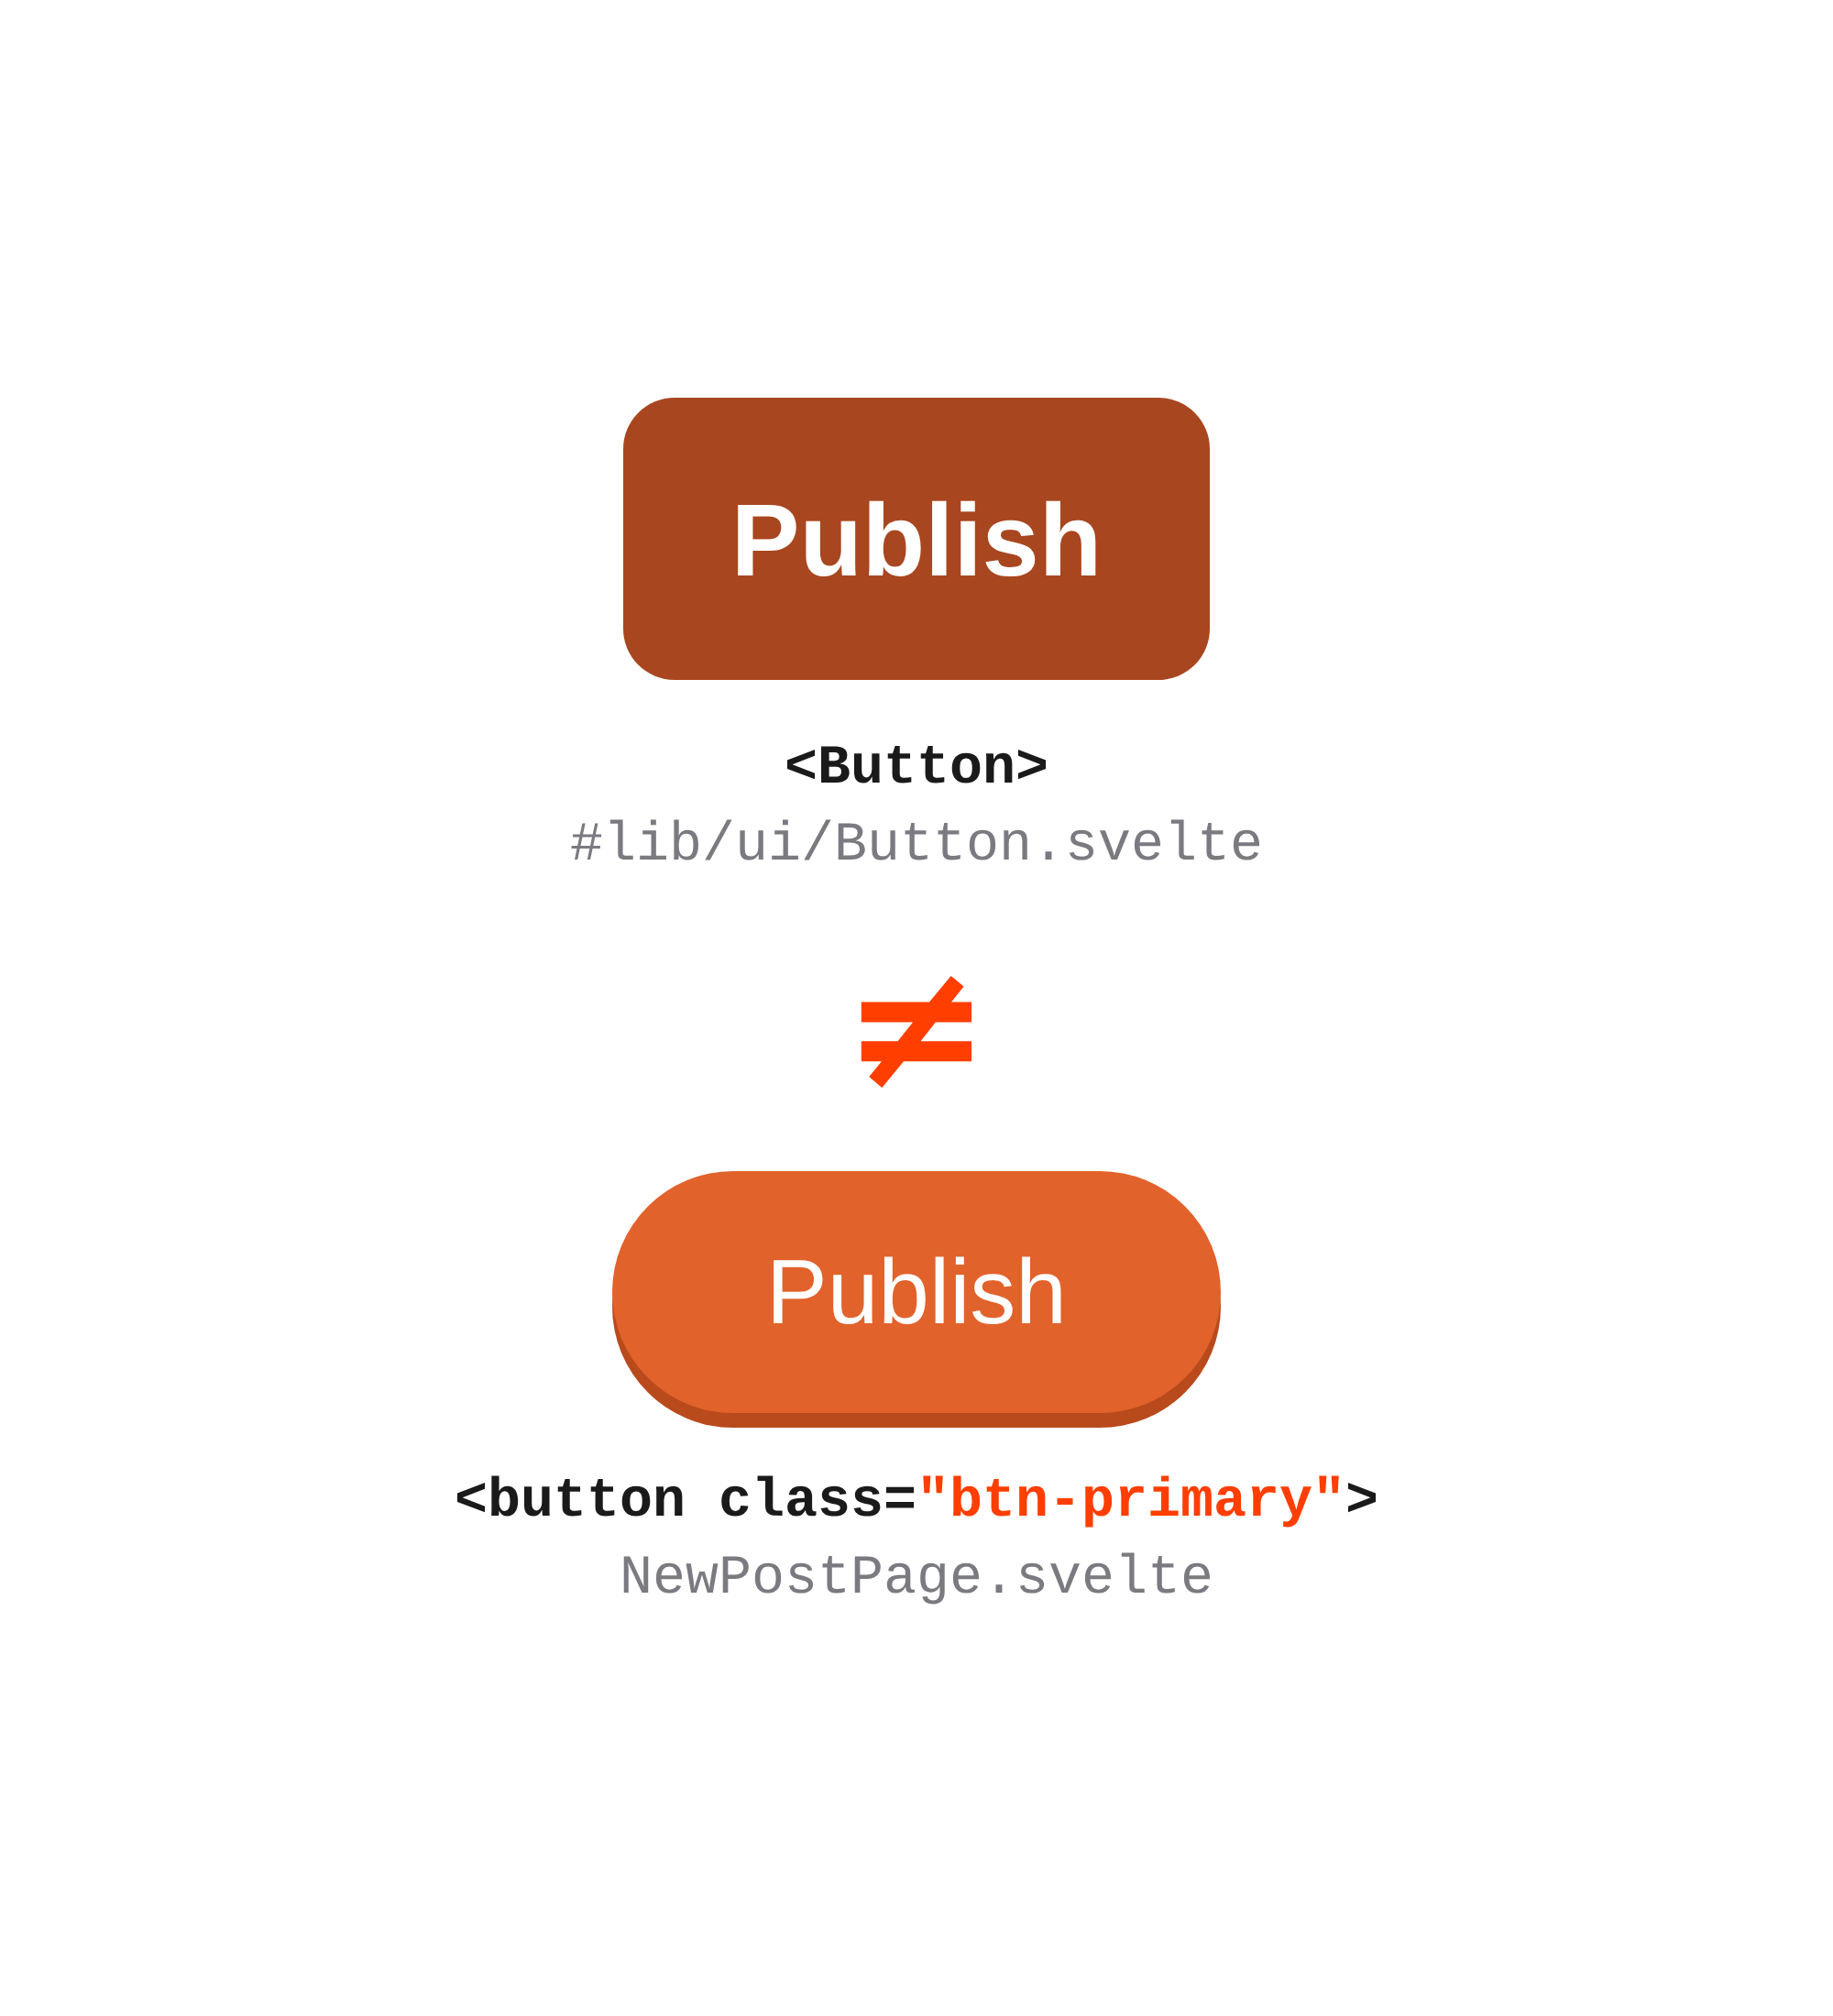 Publish
<Button>
#lib/ui/Button.svelte
≠
Publish
<button class="btn-primary">
NewPostPage.svelte